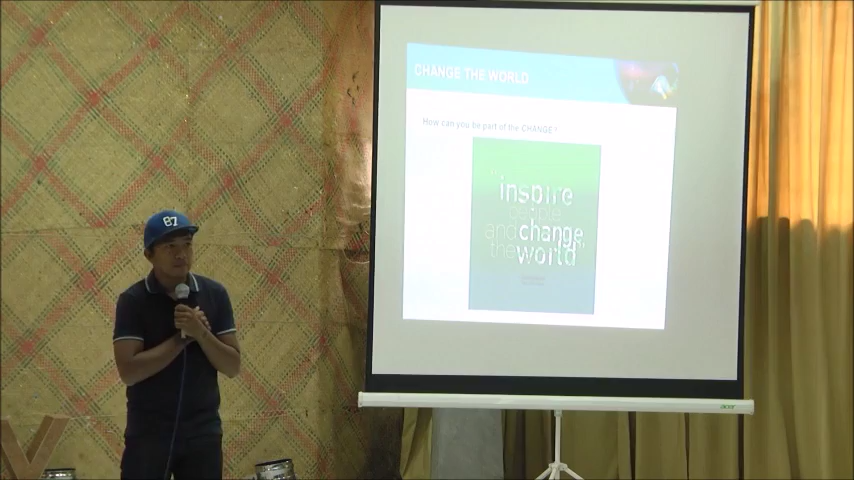 CHANGE THE WORLD
How can you be part of the CHANGE?
inspire
people
and change
the world
87
acer
V